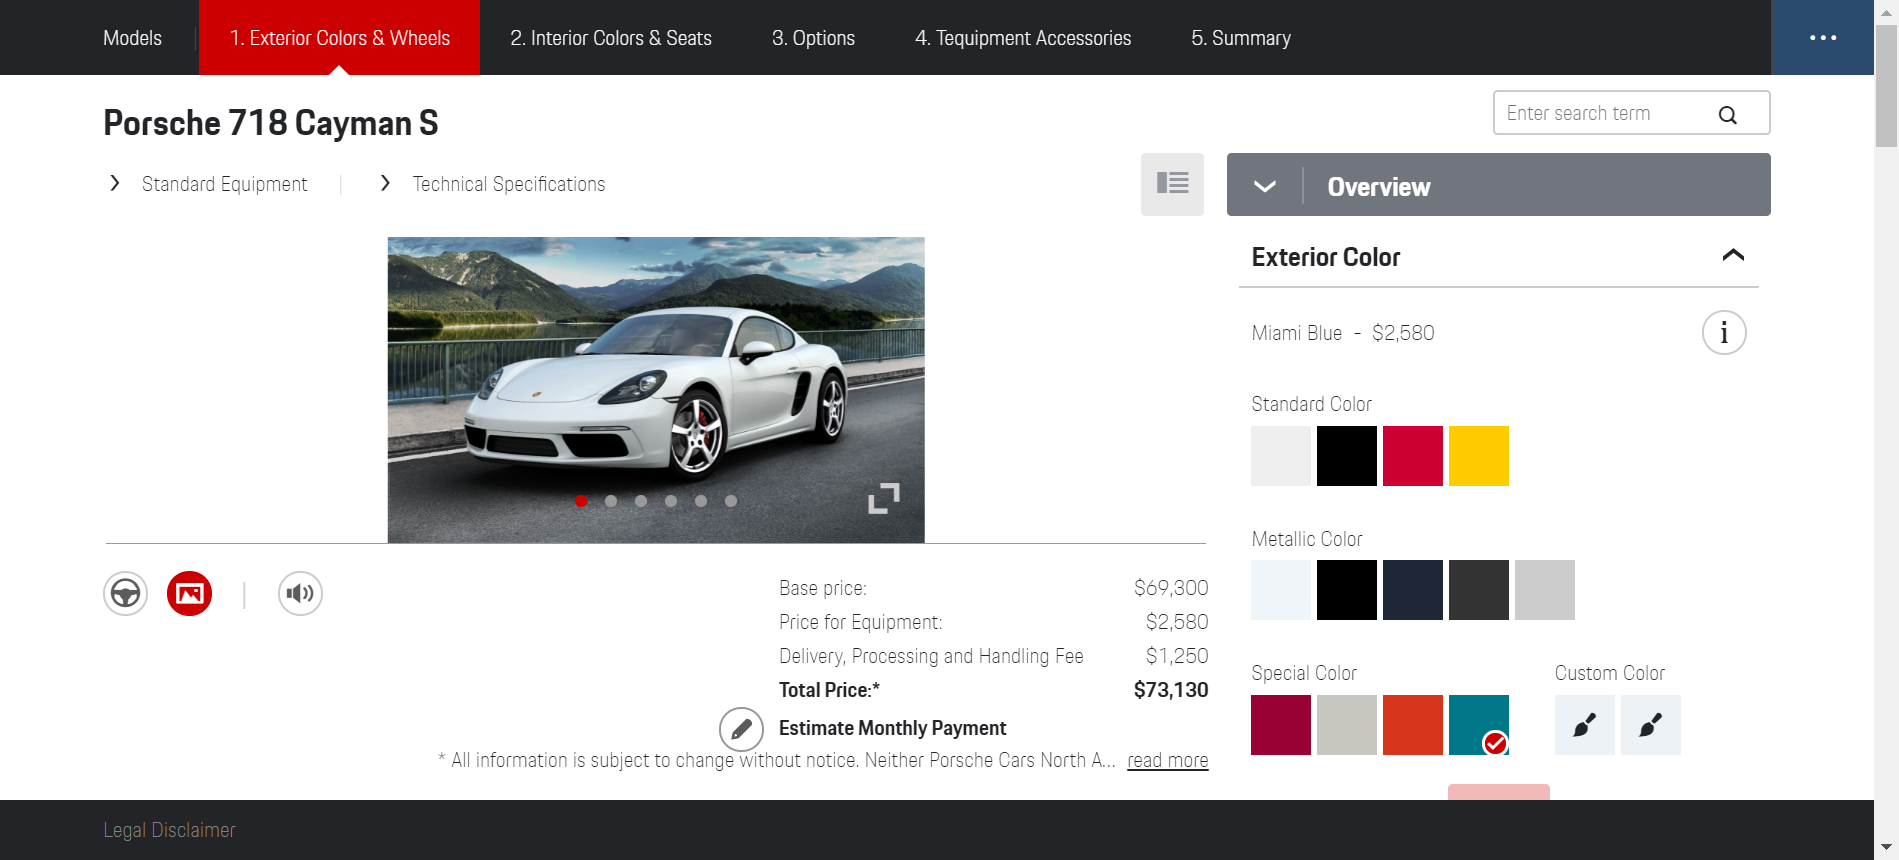 Models
1. Exterior Colors & Wheels
2. Interior Colors & Seats
3. Options
4. Tequipment Accessories
5. Summary
Porsche 718 Cayman S
Enter search term
Standard Equipment
Technical Specifications
Overview
Exterior Color
Miami Blue - $2,580
Standard Color
Metallic Color
Special Color
Custom Color
Base price: $69,300
Price for Equipment: $2,580
Delivery, Processing and Handling Fee $1,250
Total Price:* $73,130
Estimate Monthly Payment
* All information is subject to change without notice. Neither Porsche Cars North A... read more
Legal Disclaimer